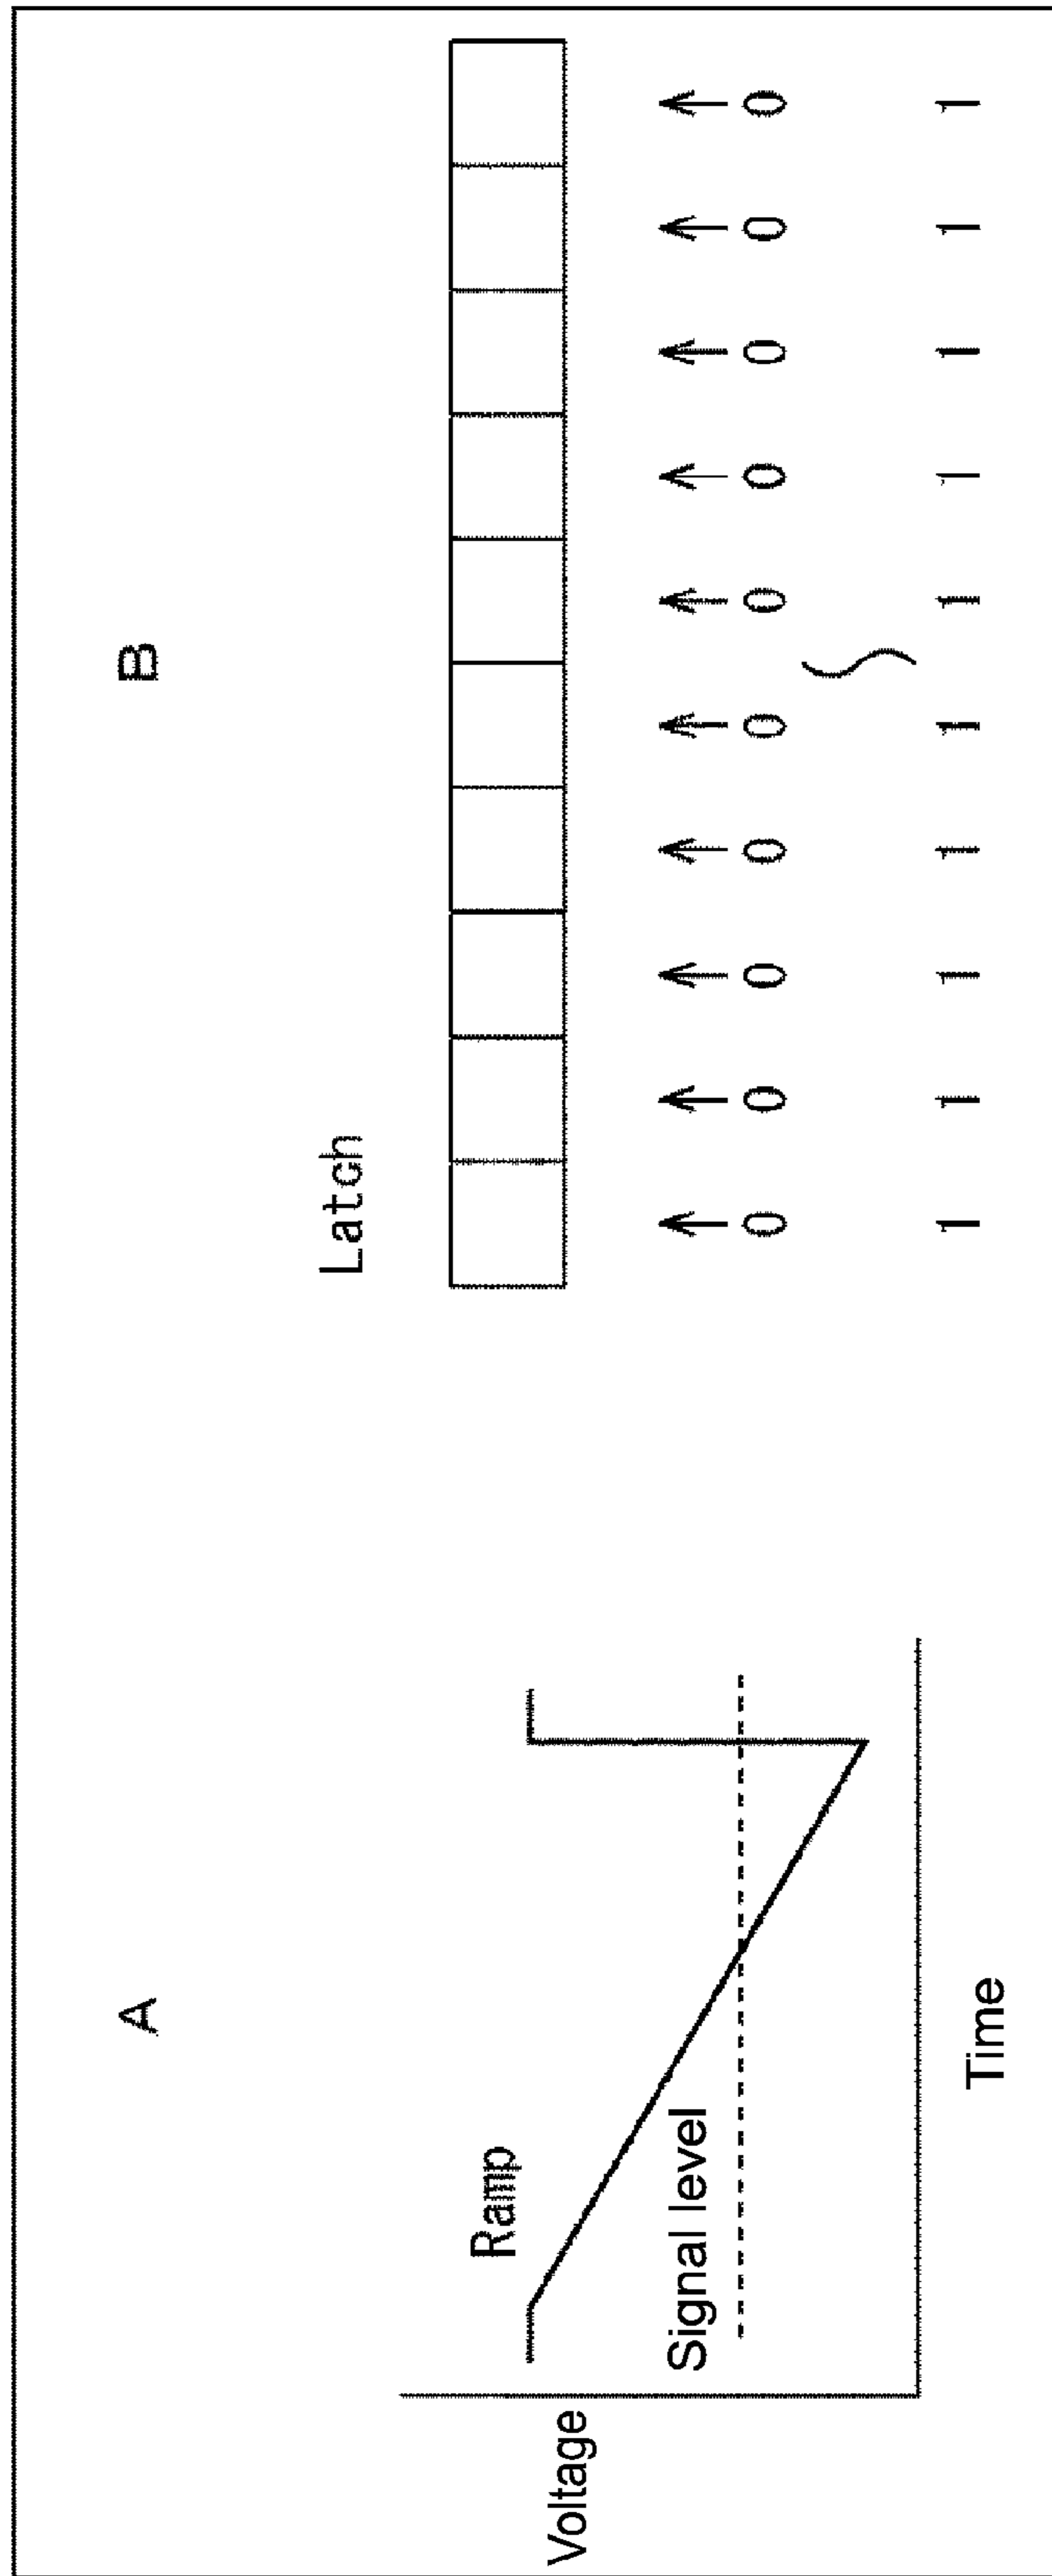 A
Voltage
Ramp
Signal level
Time
B
Latch
0 0 0 0 0 0 0 0 0 0
1 1 1 1 1 1 1 1 1 1